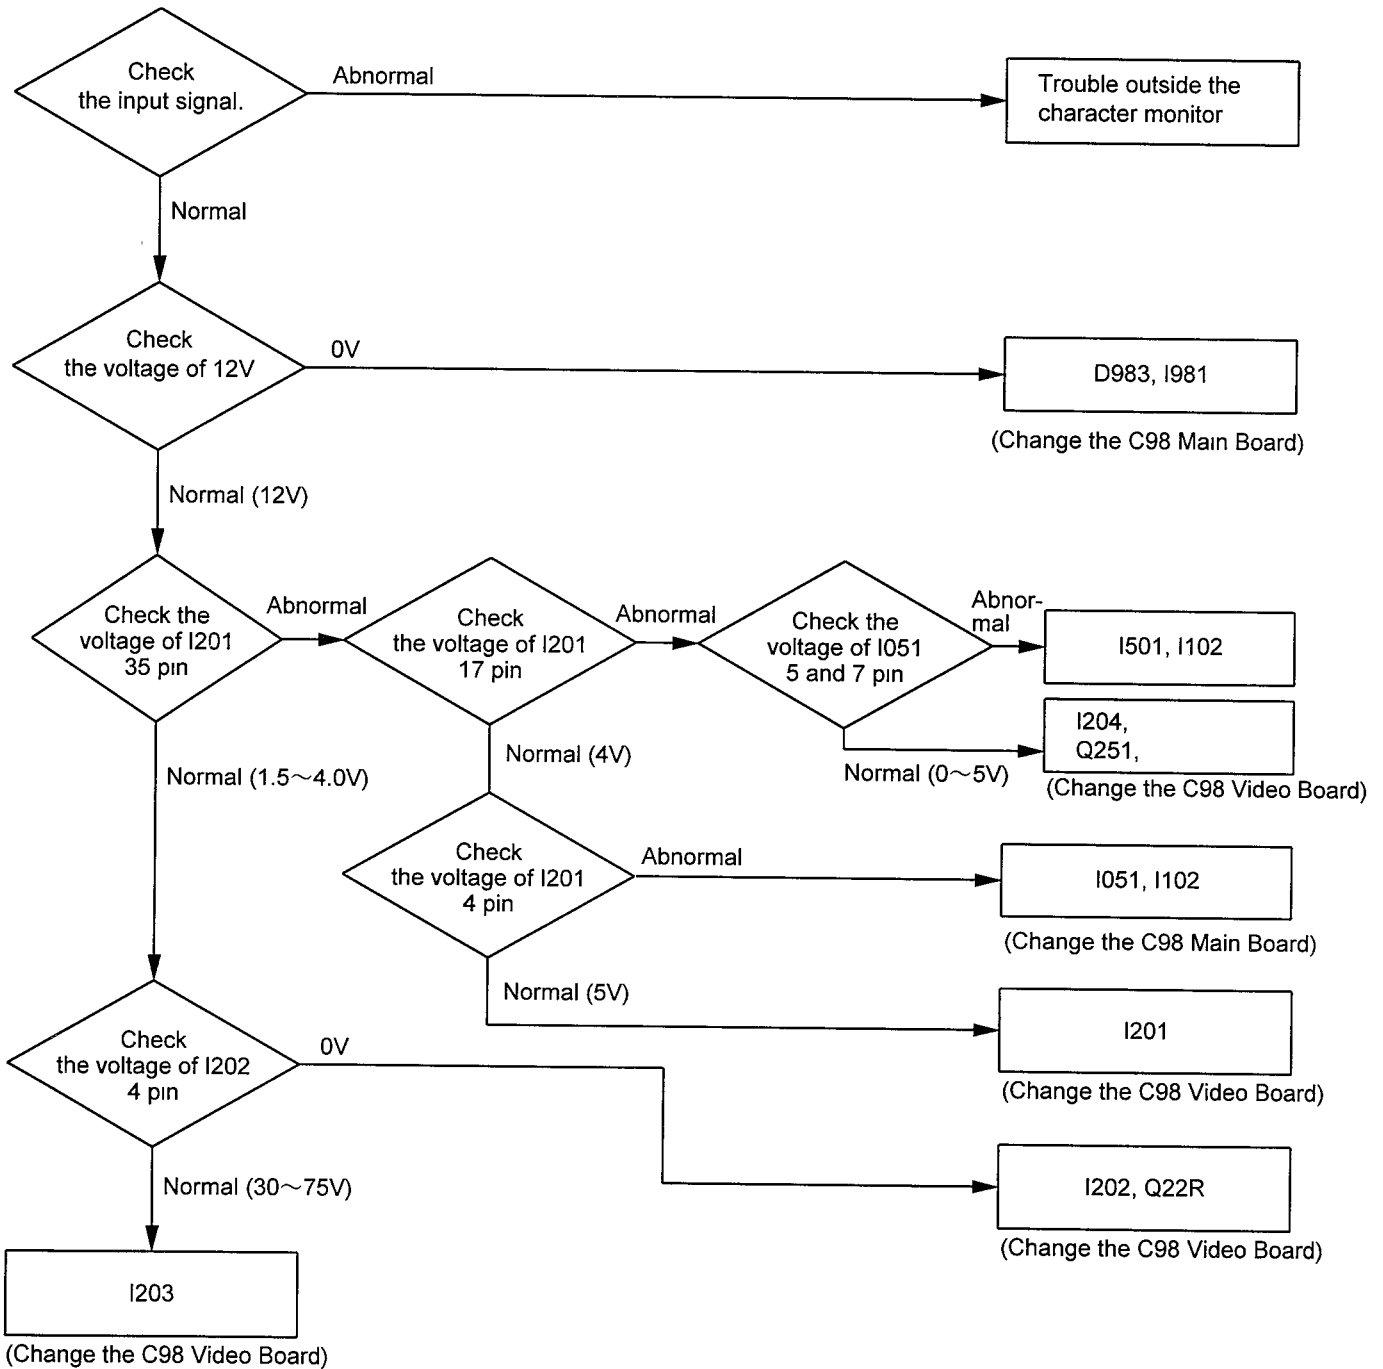 Check
the input signal.
Abnormal
Trouble outside the
character monitor
Normal
Check
the voltage of 12V
0V
D983, I981
(Change the C98 Main Board)
Normal (12V)
Check the
voltage of I201
35 pin
Abnormal
Check
the voltage of I201
17 pin
Abnormal
Check the
voltage of I051
5 and 7 pin
Abnor-
mal
I501, I102
I204,
Q251,
Normal (0～5V)
(Change the C98 Video Board)
Normal (4V)
Normal (1.5～4.0V)
Check
the voltage of I201
4 pin
Abnormal
I051, I102
(Change the C98 Main Board)
Normal (5V)
I201
(Change the C98 Video Board)
Check
the voltage of I202
4 pin
0V
I202, Q22R
(Change the C98 Video Board)
Normal (30～75V)
I203
(Change the C98 Video Board)